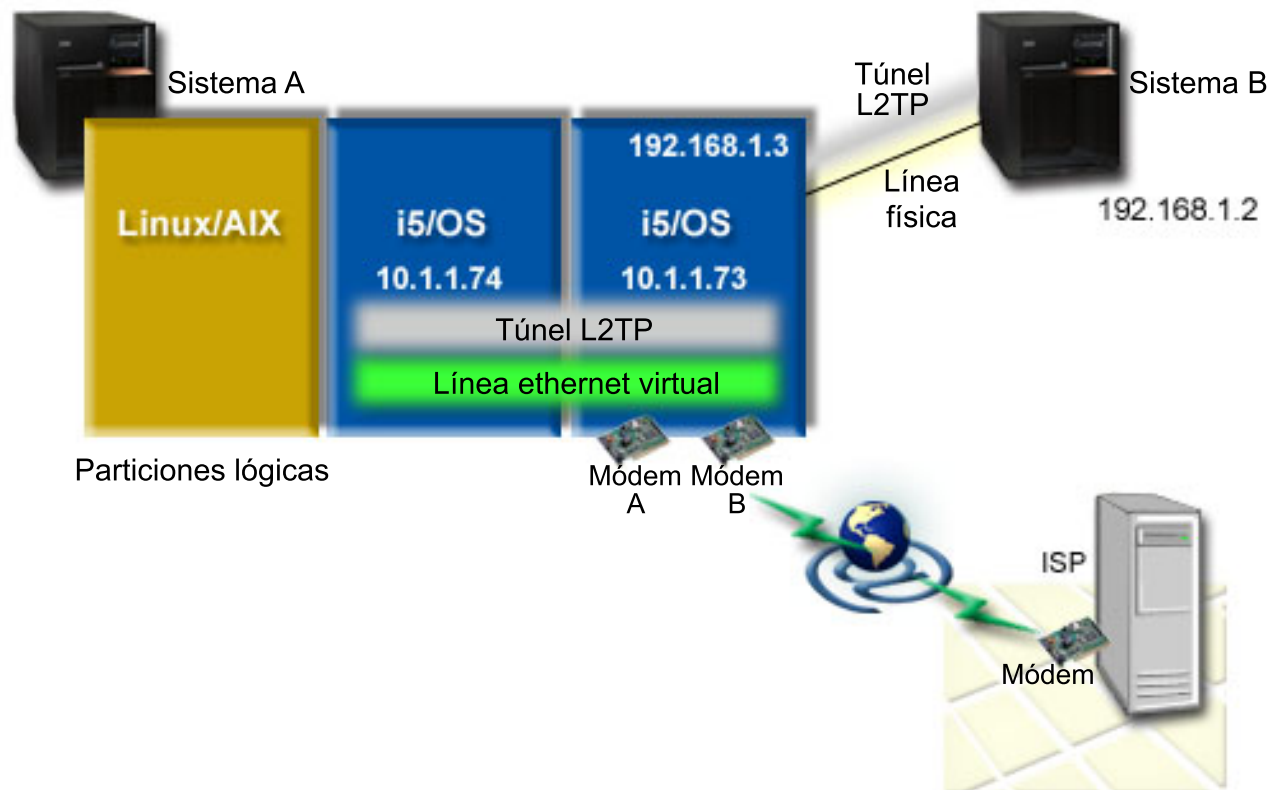 Sistema A
Túnel
L2TP
Sistema B
192.168.1.3
Línea
física
192.168.1.2
Linux/AIX
i5/OS
i5/OS
10.1.1.74
10.1.1.73
Túnel L2TP
Línea ethernet virtual
Particiones lógicas
Módem
A
Módem
B
ISP
Módem